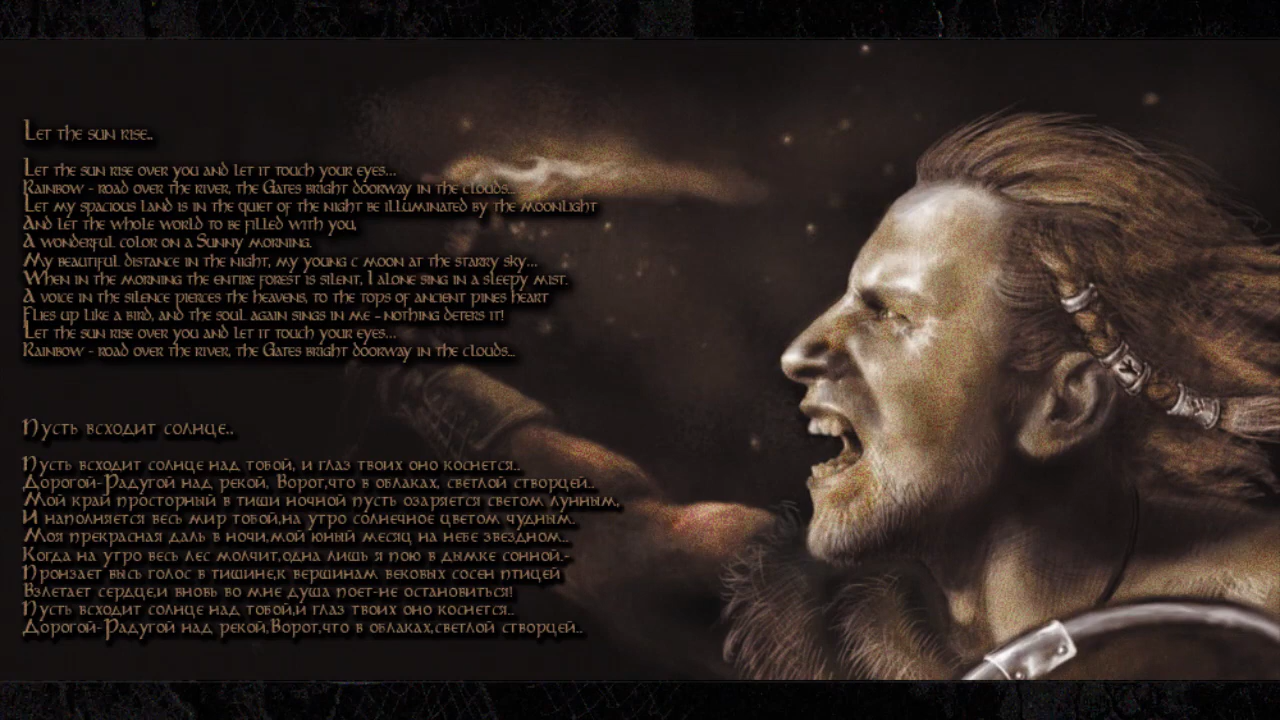 Let the sun rise..
Let the sun rise over you and let it touch your eyes...
Rainbow - road over the river, the Gates bright doorway in the clouds...
Let my spacious land is in the quiet of the night be illuminated by the moonlight
And let the whole world to be filled with you,
A wonderful color on a Sunny morning.
My beautiful distance in the night, my young c moon at the starry sky...
When in the morning the entire forest is silent, I alone sing in a sleepy mist.
A voice in the silence pierces the heavens, to the tops of ancient pines heart
Flies up like a bird, and the soul again sings in me - nothing deters it!
Let the sun rise over you and let it touch your eyes...
Rainbow - road over the river, the Gates bright doorway in the clouds...
Пусть всходит солнце..
Пусть всходит солнце над тобой, и глаз твоих оно коснется..
Дорогой-Радугой над рекой, Ворот,что в облаках, светлой створцей..
Мой край просторный в тиши ночной пусть озаряется светом лунным,
И наполняется весь мир тобой,на утро солнечное цветом чудным.
Моя прекрасная даль в ночи,мой юный месяц на небе звездном..
Когда на утро весь лес молчит,одна лишь я пою в дымке сонной.-
Пронзает высь голос в тишине,к вершинам вековых сосен птицей
Взлетает сердце,и вновь во мне душа поет-не остановиться!
Пусть всходит солнце над тобой,и глаз твоих оно коснется..
Дорогой-Радугой над рекой,Ворот,что в облаках,светлой створцей..